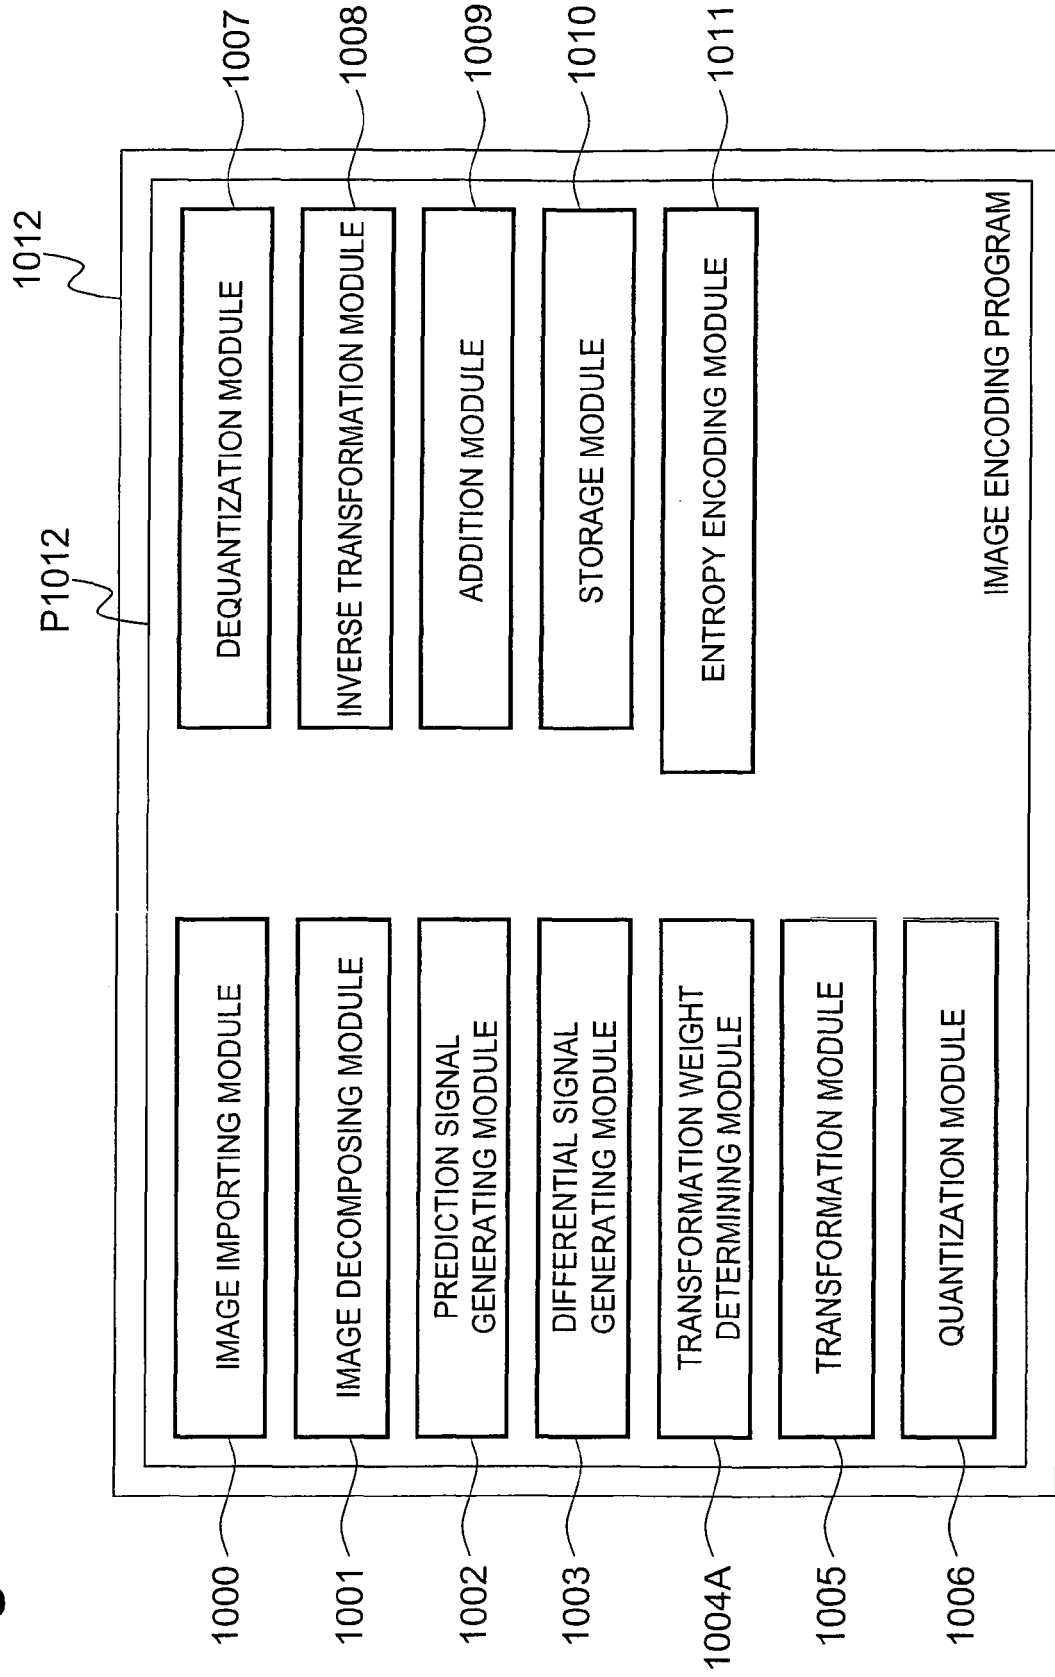 1012
P1012
1000
IMAGE IMPORTING MODULE
1001
IMAGE DECOMPOSING MODULE
1002
PREDICTION SIGNAL
GENERATING MODULE
1003
DIFFERENTIAL SIGNAL
GENERATING MODULE
1004A
TRANSFORMATION WEIGHT
DETERMINING MODULE
1005
TRANSFORMATION MODULE
1006
QUANTIZATION MODULE
DEQUANTIZATION MODULE
1007
INVERSE TRANSFORMATION MODULE
1008
ADDITION MODULE
1009
STORAGE MODULE
1010
ENTROPY ENCODING MODULE
1011
IMAGE ENCODING PROGRAM